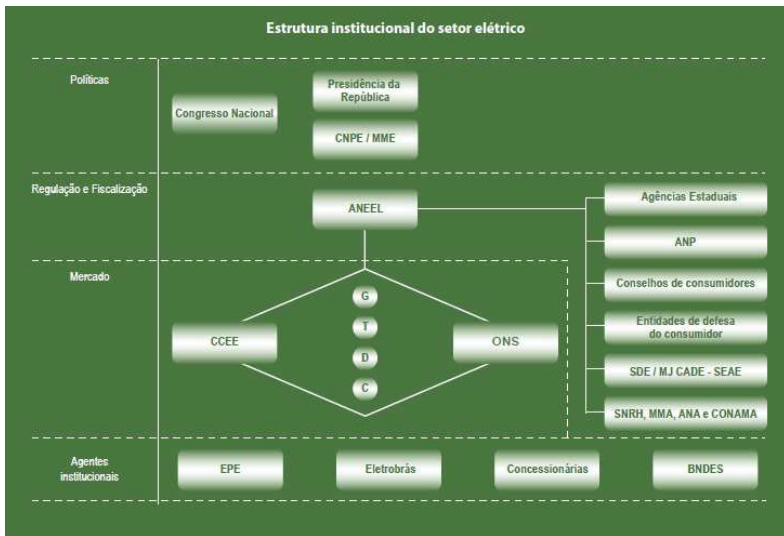 Estrutura institucional do setor elétrico
Políticas
Congresso Nacional
Presidência da
República
CNPE / MME
Regulação e Fiscalização
ANEEL
Agências Estaduais
ANP
Conselhos de consumidores
Entidades de defesa
do consumidor
SDE / MJ CADE - SEAE
SNRH, MMA, ANA e CONAMA
Mercado
CCEE
G
T
D
C
ONS
Agentes
institucionais
EPE
Eletrobrás
Concessionárias
BNDES